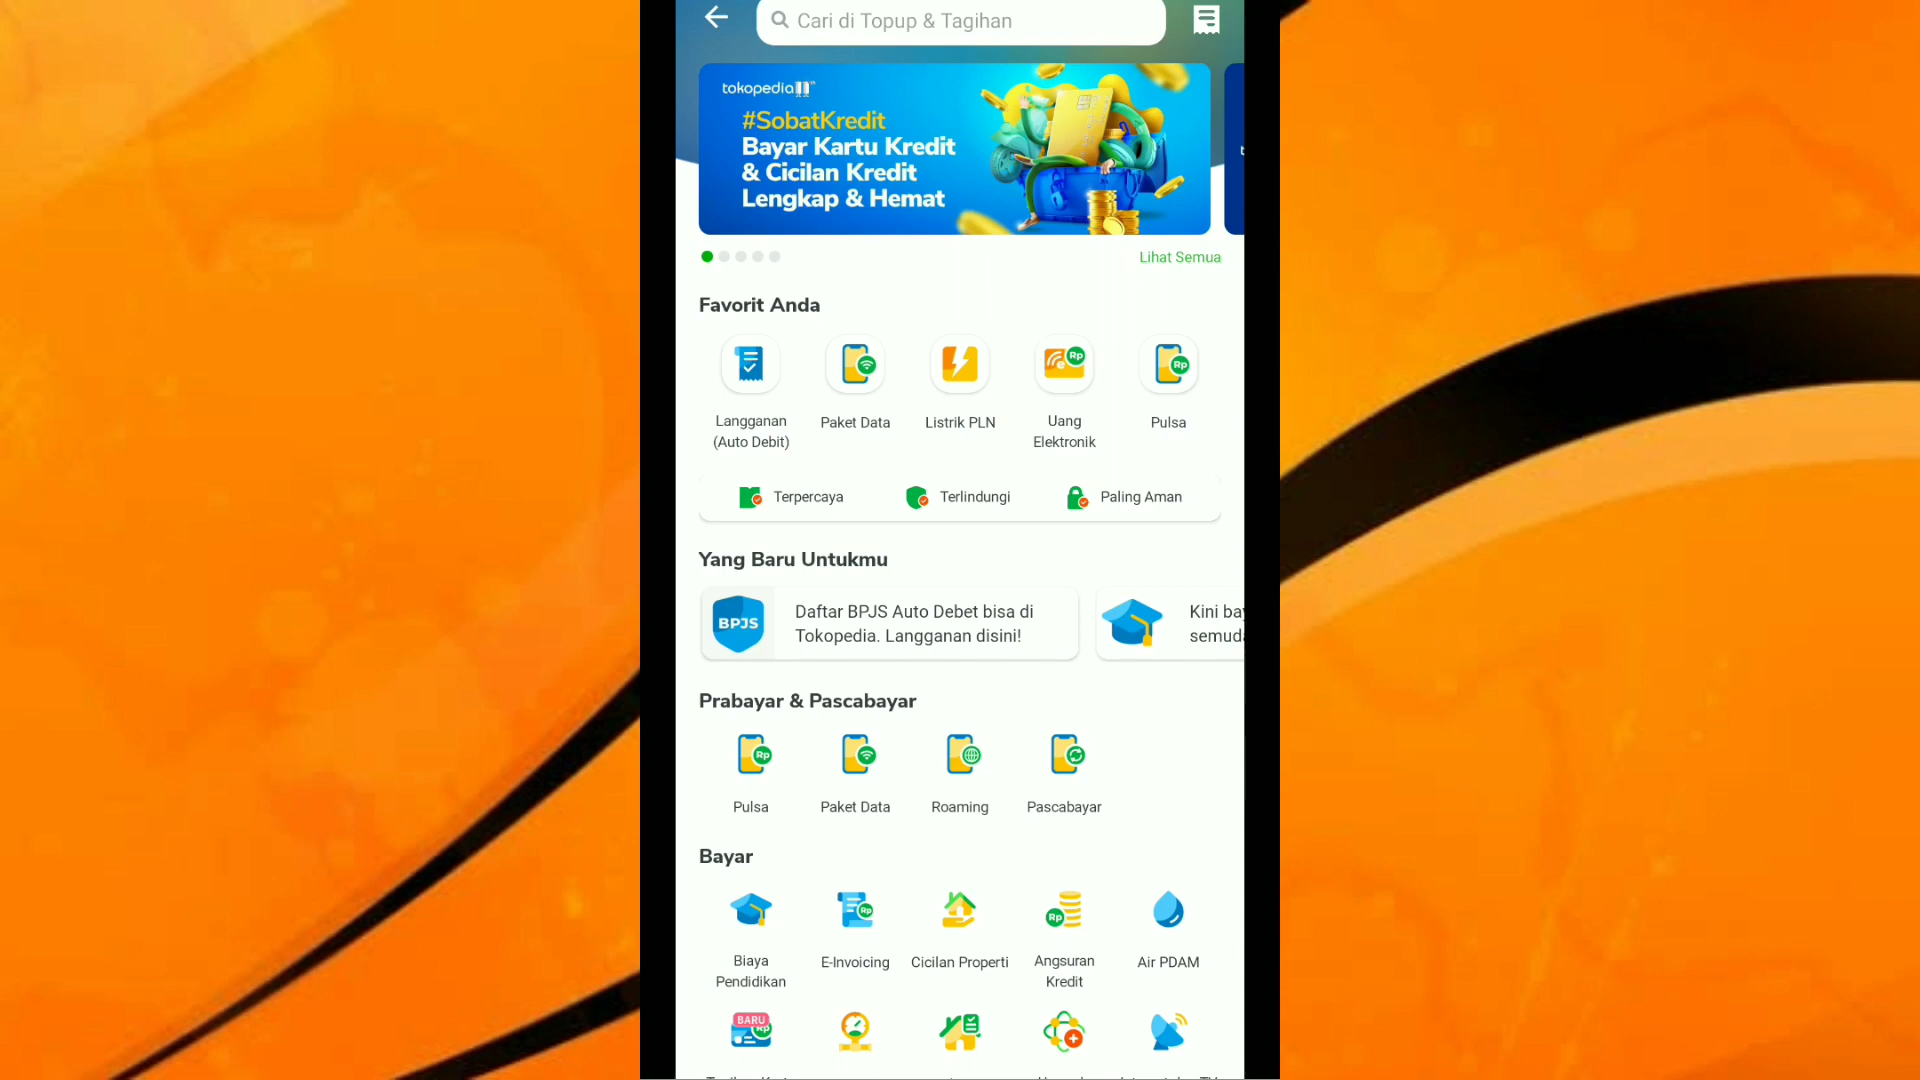 Cari di Topup & Tagihan
tokopedia
#SobatKredit
Bayar Kartu Kredit
& Cicilan Kredit
Lengkap & Hemat
Lihat Semua
Favorit Anda
Langganan
(Auto Debit)
Paket Data
Listrik PLN
Uang
Elektronik
Pulsa
Terpercaya
Terlindungi
Paling Aman
Yang Baru Untukmu
BPJS
Daftar BPJS Auto Debet bisa di
Tokopedia. Langganan disini!
Kini
Prabayar & Pascabayar
Pulsa
Paket Data
Roaming
Pascabayar
Bayar
Biaya
Pendidikan
E-Invoicing
Cicilan Properti
Angsuran
Kredit
Air PDAM
BARU